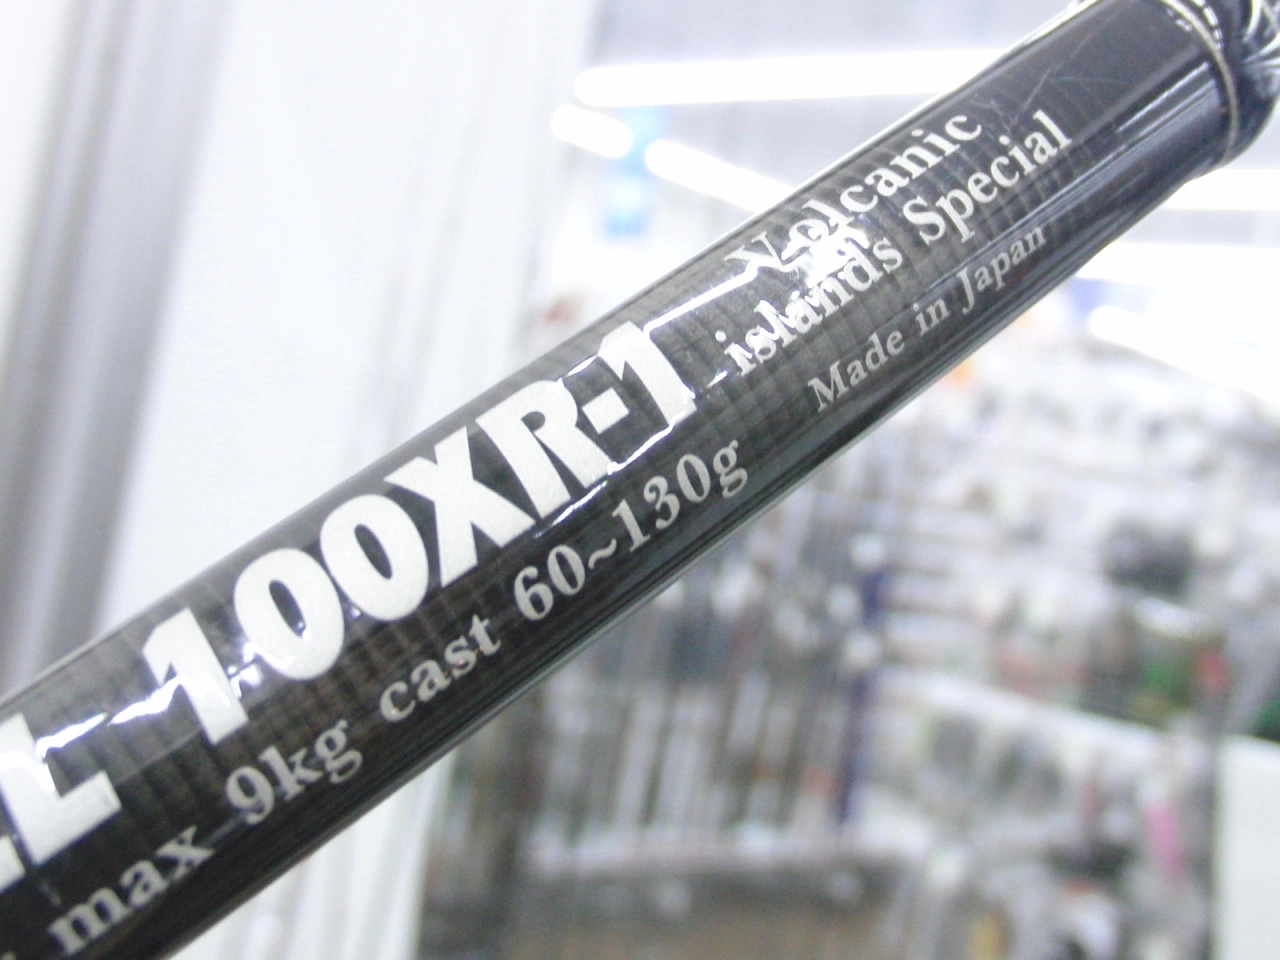 100XR-1
Volcanic
islands Special
max 9kg cast 60~130g
Made in Japan